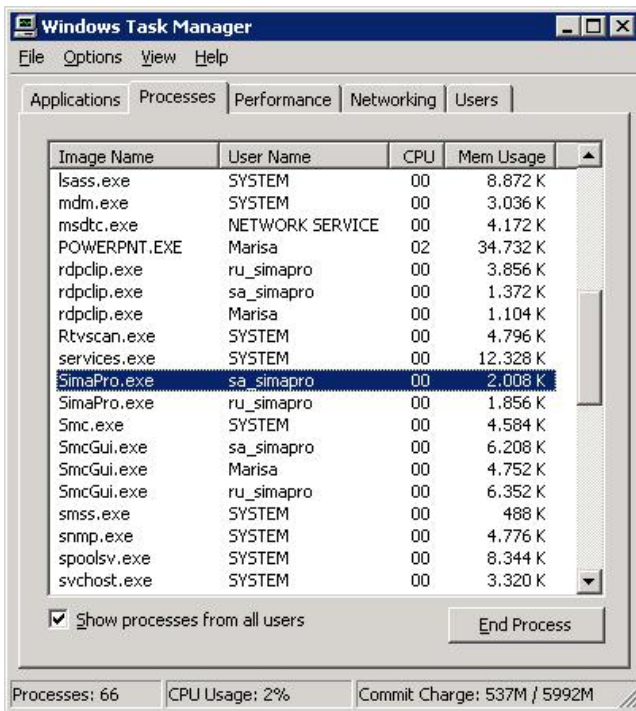 Windows Task Manager
File Options View Help
Applications Processes Performance Networking Users
Image Name User Name CPU Mem Usage
lsass.exe SYSTEM 00 8.872 K
mdm.exe SYSTEM 00 3.036 K
msdtc.exe NETWORK SERVICE 00 4.172 K
POWERPNT.EXE Marisa 02 34.732 K
rdpclip.exe ru_simapro 00 3.856 K
rdpclip.exe sa_simapro 00 1.372 K
rdpclip.exe Marisa 00 1.104 K
Rtvscan.exe SYSTEM 00 4.796 K
services.exe SYSTEM 00 12.328 K
SimaPro.exe sa_simapro 00 2.008 K
SimaPro.exe ru_simapro 00 1.856 K
Smc.exe SYSTEM 00 4.584 K
SmcGui.exe sa_simapro 00 6.208 K
SmcGui.exe Marisa 00 4.752 K
SmcGui.exe ru_simapro 00 6.352 K
smss.exe SYSTEM 00 488 K
snmp.exe SYSTEM 00 4.776 K
spoolsv.exe SYSTEM 00 8.344 K
svchost.exe SYSTEM 00 3.320 K
Show processes from all users End Process
Processes: 66 CPU Usage: 2% Commit Charge: 537M / 5992M